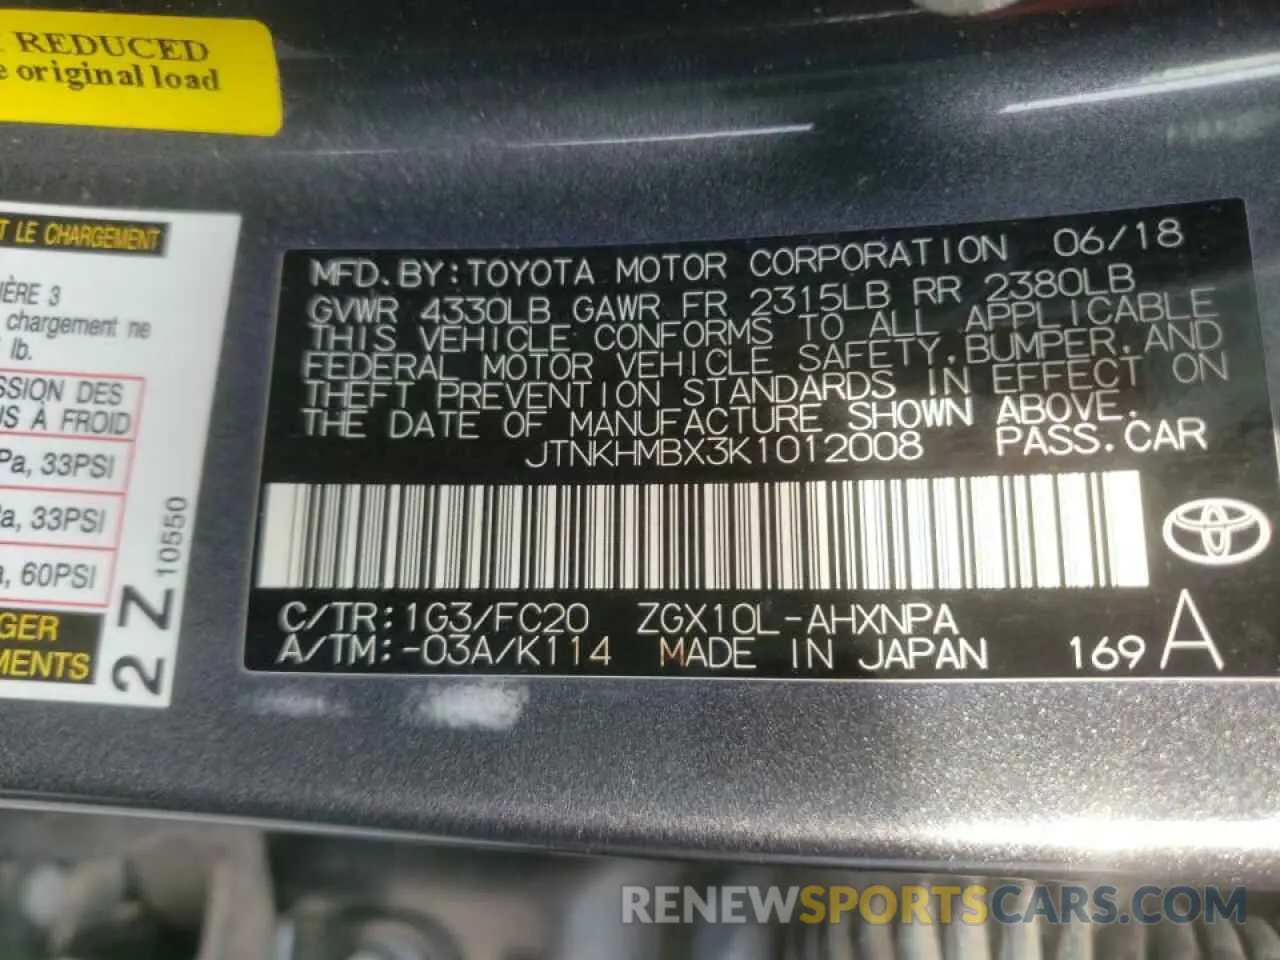 REDUCED
original load
T LE CHARGEMENT
IÈRE 3
chargement ne
lb.
SSION DES
US À FROID
Pa, 33PSI
a, 33PSI
, 60PSI
GER
MENTS
2 Z 10550
MFD.BY:TOYOTA MOTOR CORPORATION 06/18
GVWR 4330LB GAWR FR 2315LB RR 2380LB
THIS VEHICLE CONFORMS TO ALL APPLICABLE
FEDERAL MOTOR VEHICLE SAFETY,BUMPER,AND
THEFT PREVENTION STANDARDS IN EFFECT ON
THE DATE OF MANUFACTURE SHOWN ABOVE.
JTNKHMBX3K1012008 PASS.CAR
C/TR:1G3/FC20 ZGX10L-AHXNPA
A/TM:-03A/K114 MADE IN JAPAN 169 A
RENEWSPORTSCARS.COM